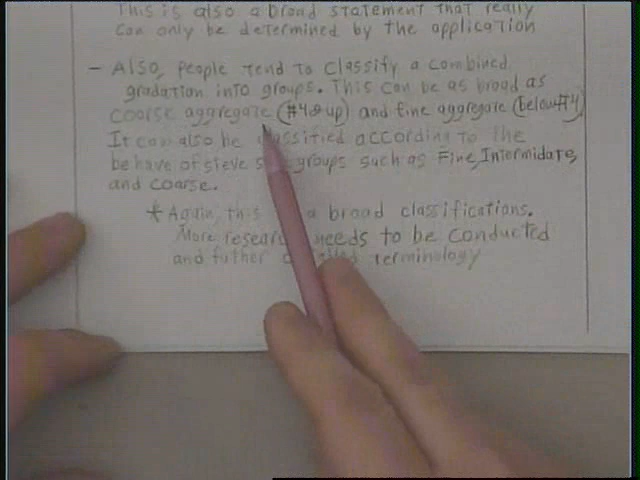 This is also a broad statement that really
can only be determined by the application
- Also, people tend to classify a combined
gradation into groups. This can be as broad as
coarse aggregate (#4 & up) and fine aggregate (below #4)
It can also be classified according to the
behave of sieve groups such as Fine, Intermidate,
and coarse.
* Again, this a broad classifications.
More research needs to be conducted
and futher terminology